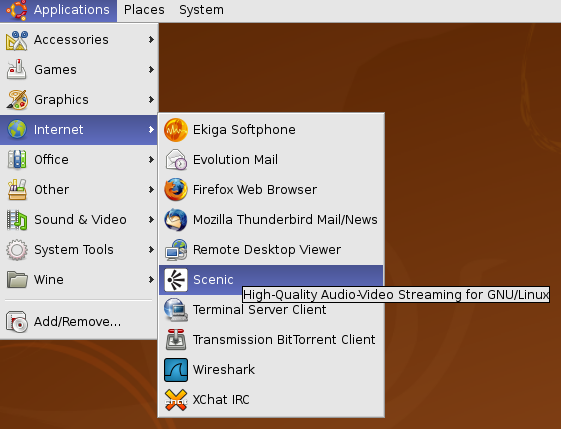 Applications Places System
Accessories
Games
Graphics
Internet
Office
Other
Sound & Video
System Tools
Wine
Add/Remove...
Ekiga Softphone
Evolution Mail
Firefox Web Browser
Mozilla Thunderbird Mail/News
Remote Desktop Viewer
Scenic
High-Quality Audio-Video Streaming for GNU/Linux
Terminal Server Client
Transmission BitTorrent Client
Wireshark
XChat IRC